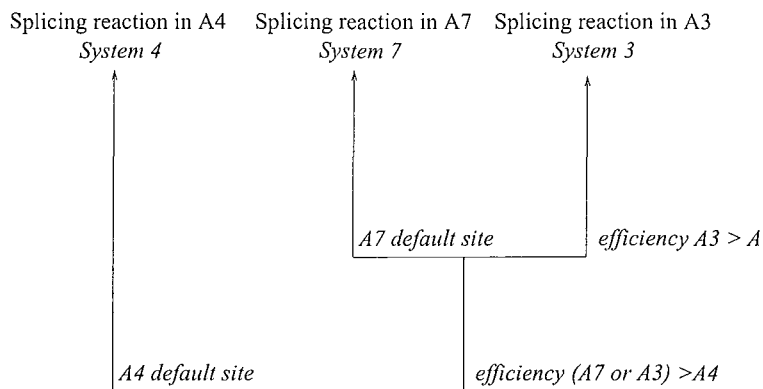 Splicing reaction in A4
System 4
Splicing reaction in A7
System 7
Splicing reaction in A3
System 3
A7 default site
efficiency A3 > A
A4 default site
efficiency (A7 or A3) >A4